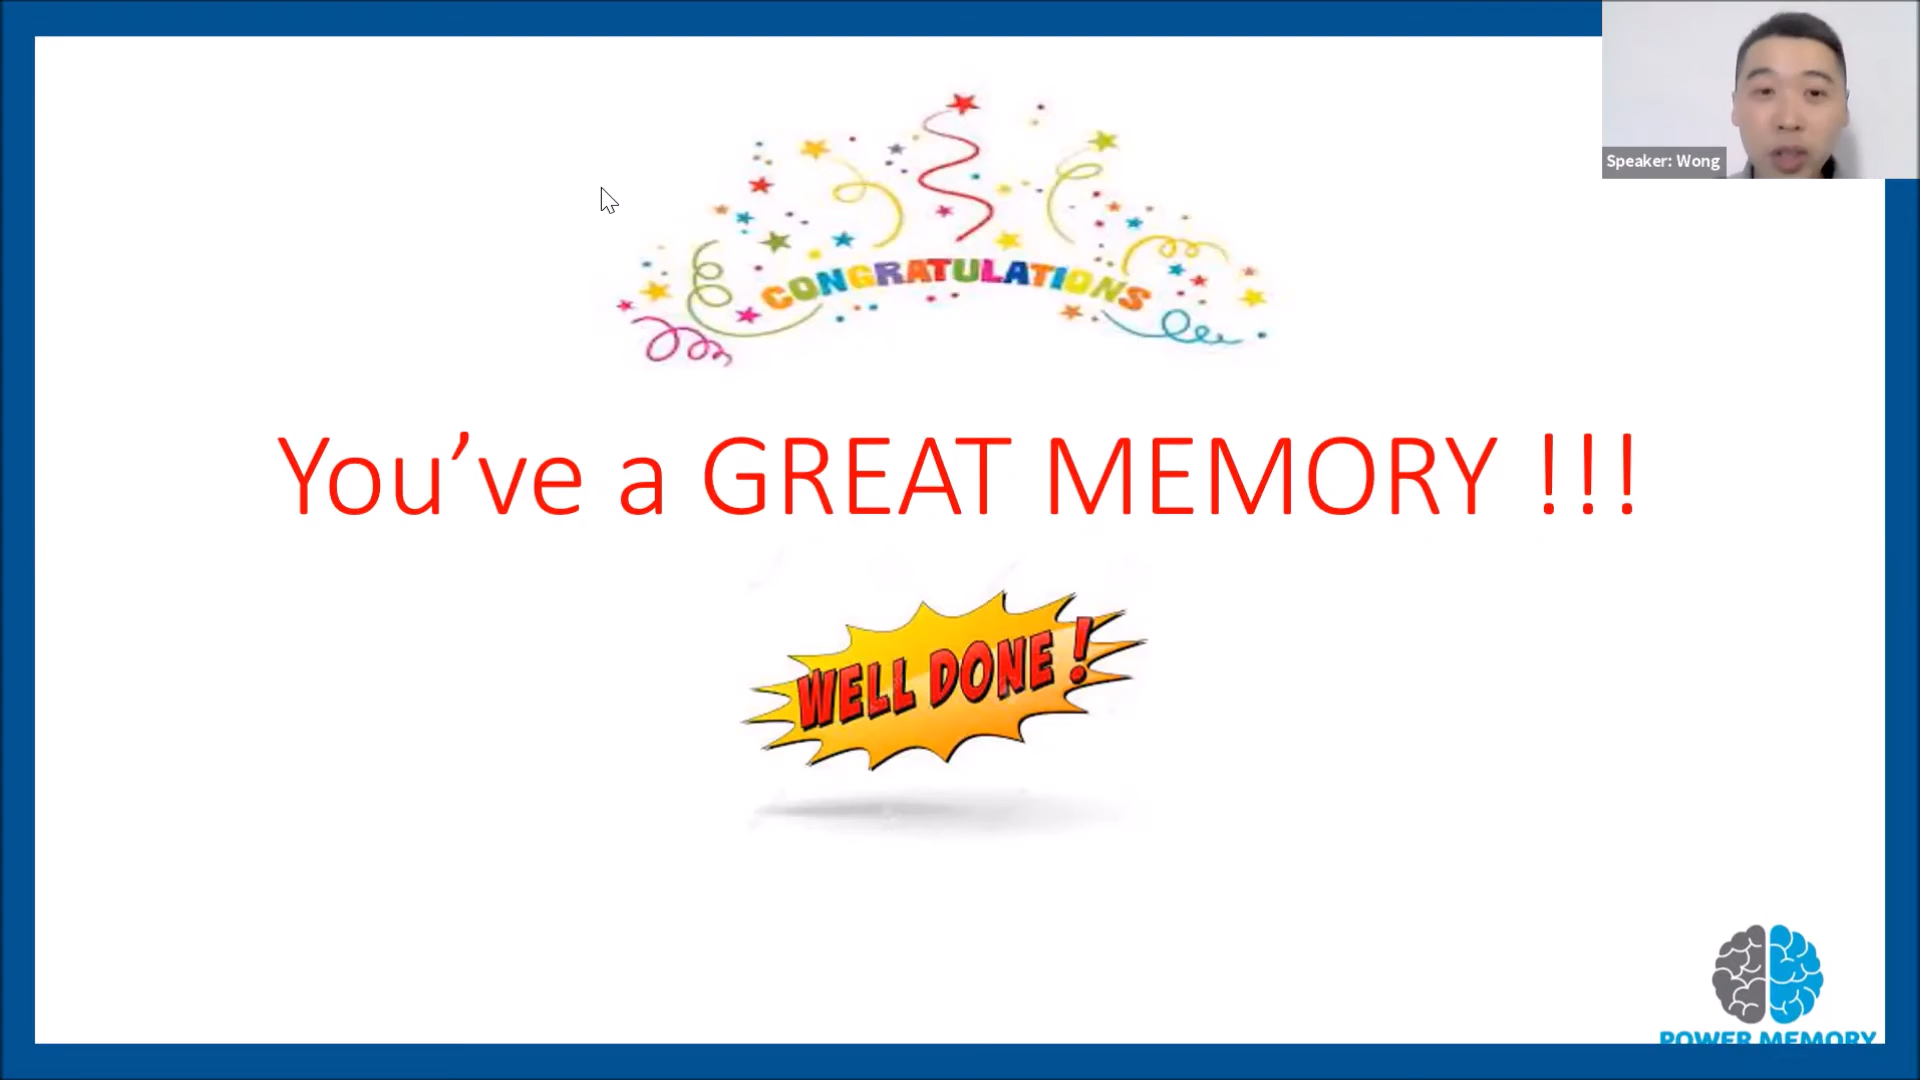 Speaker: Wong
CONGRATULATIONS
You’ve a GREAT MEMORY !!!
WELL DONE !
POWER MEMORY